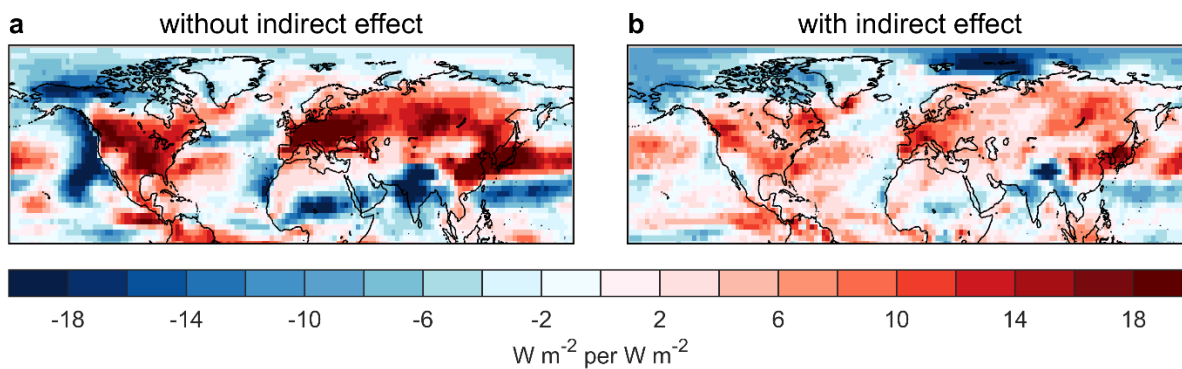 a without indirect effect
b with indirect effect
-18 -14 -10 -6 -2 2 6 10 14 18
W m⁻² per W m⁻²